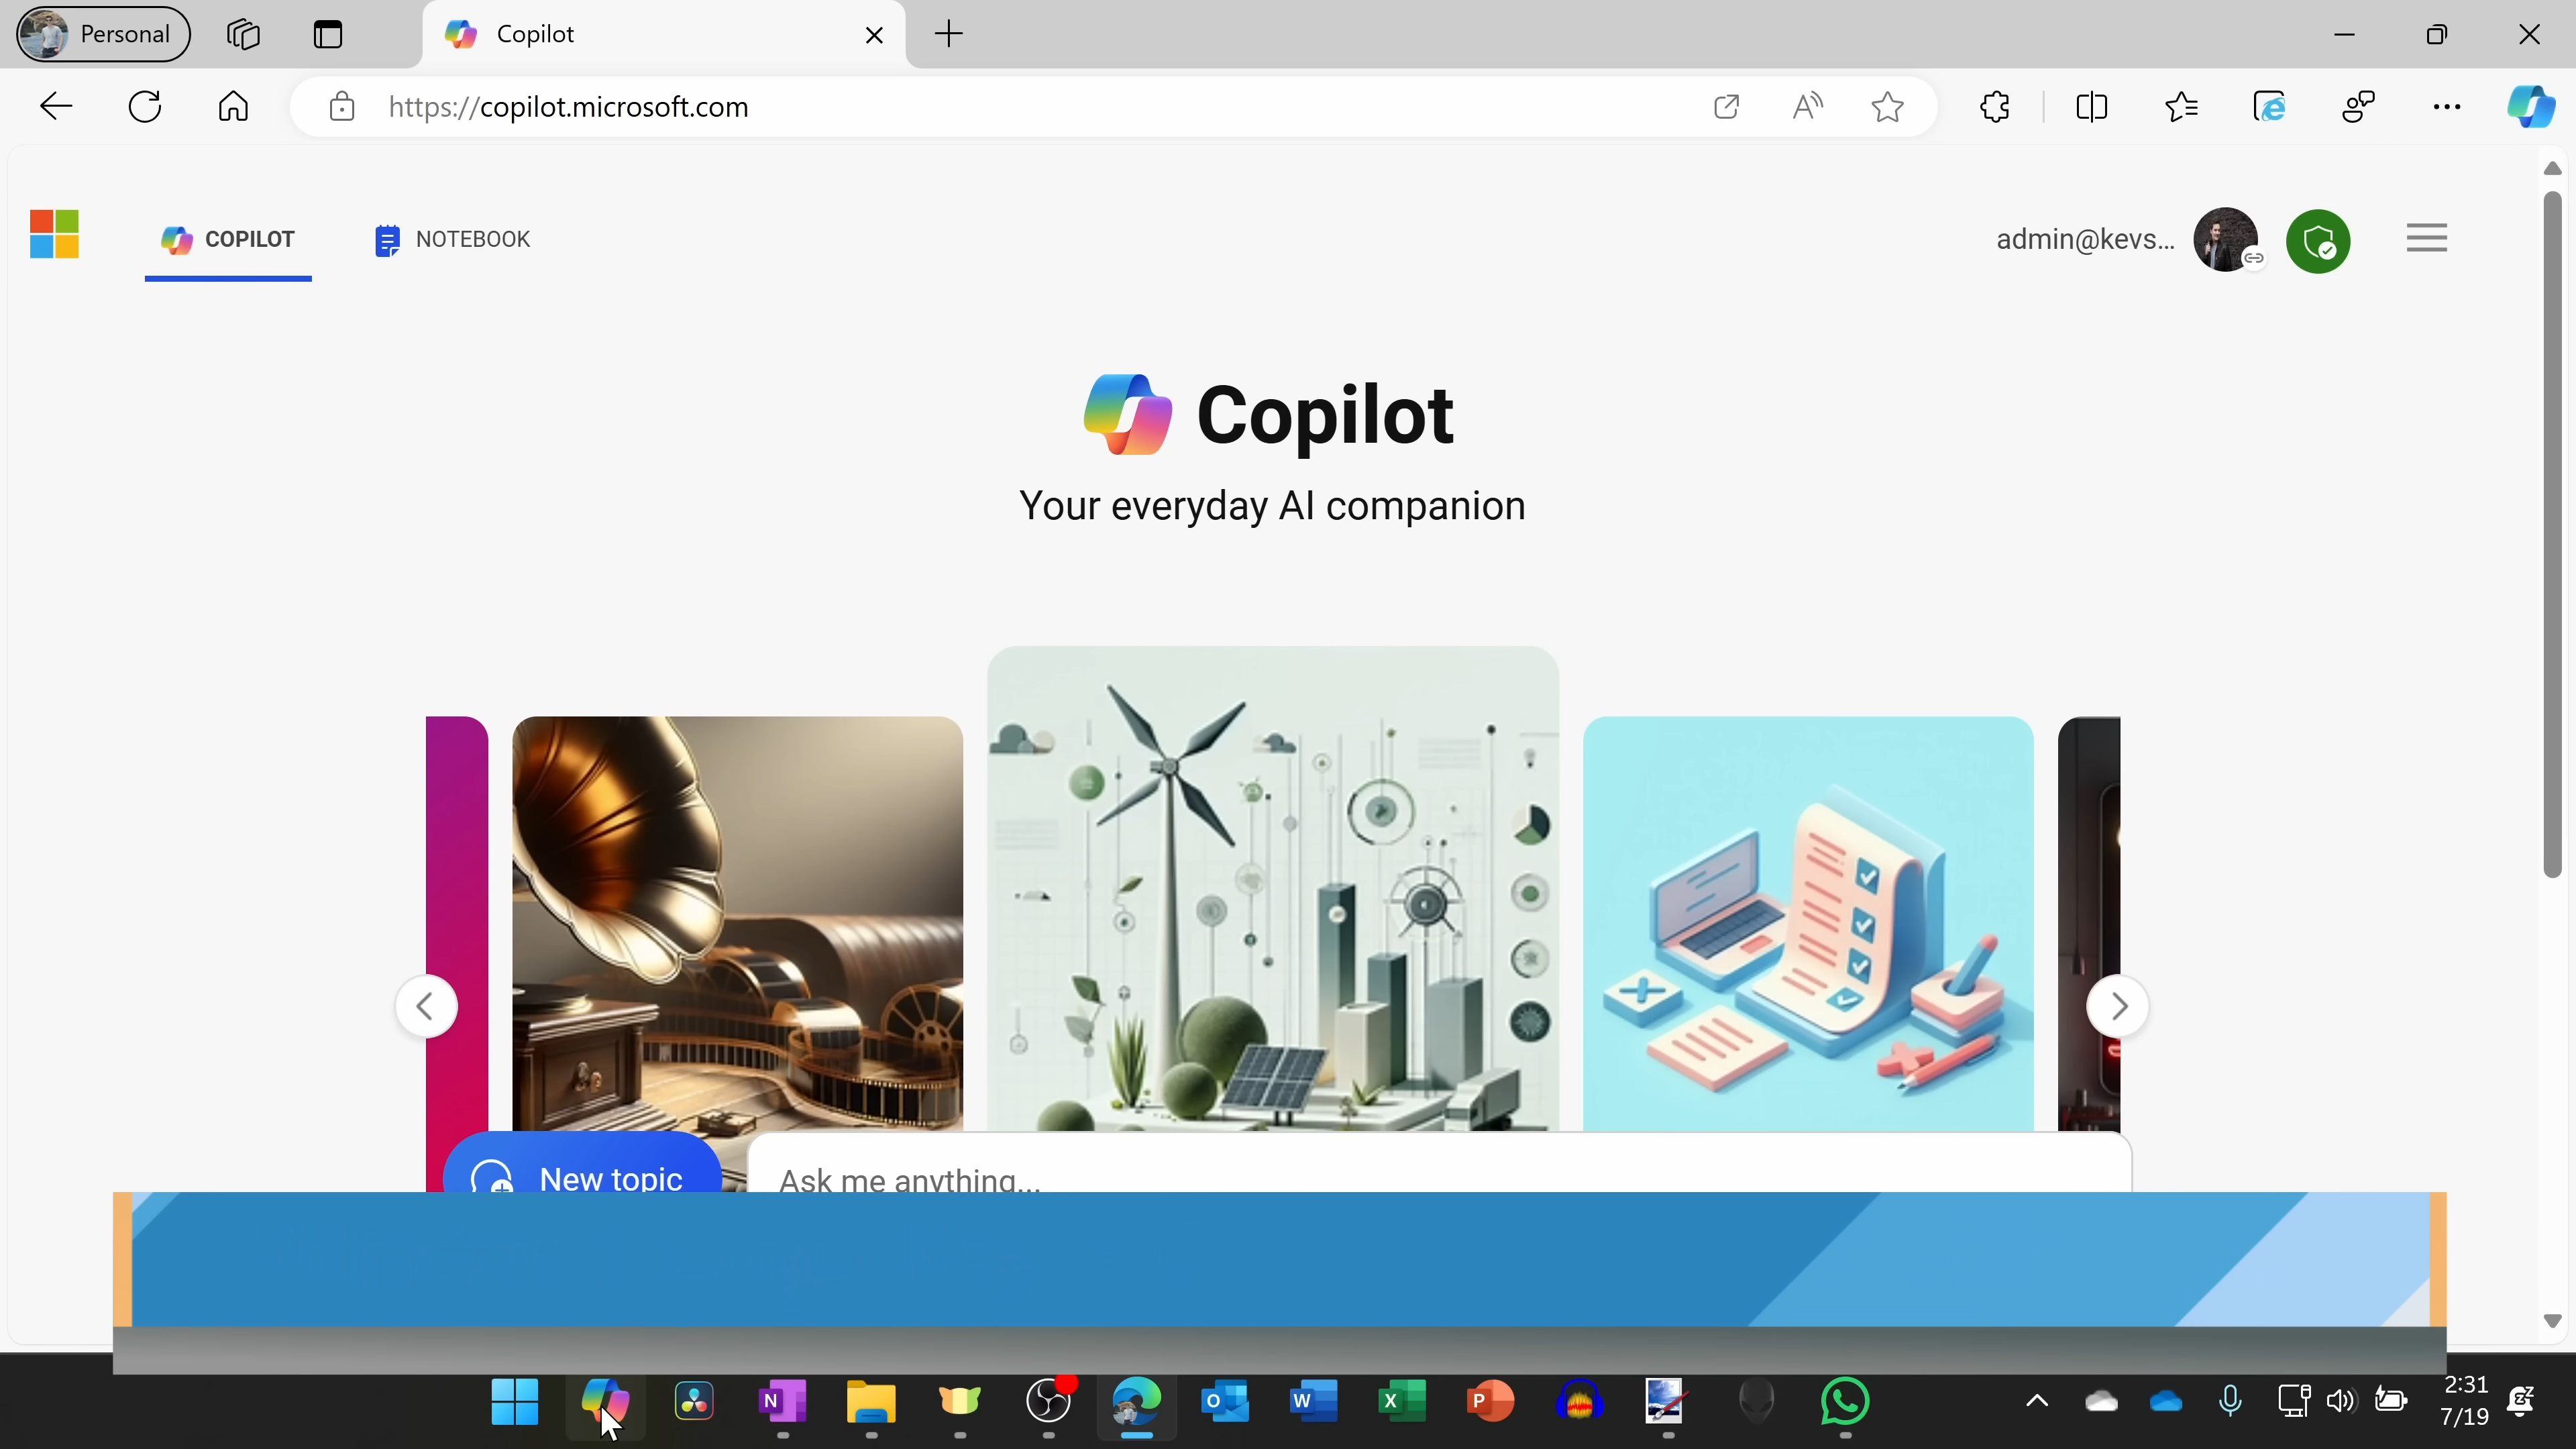 Personal
Copilot
https://copilot.microsoft.com
COPILOT
NOTEBOOK
admin@kevs...
Copilot
Your everyday AI companion
New topic
Ask me anything...
N
O
W
X
P
2:31
7/19